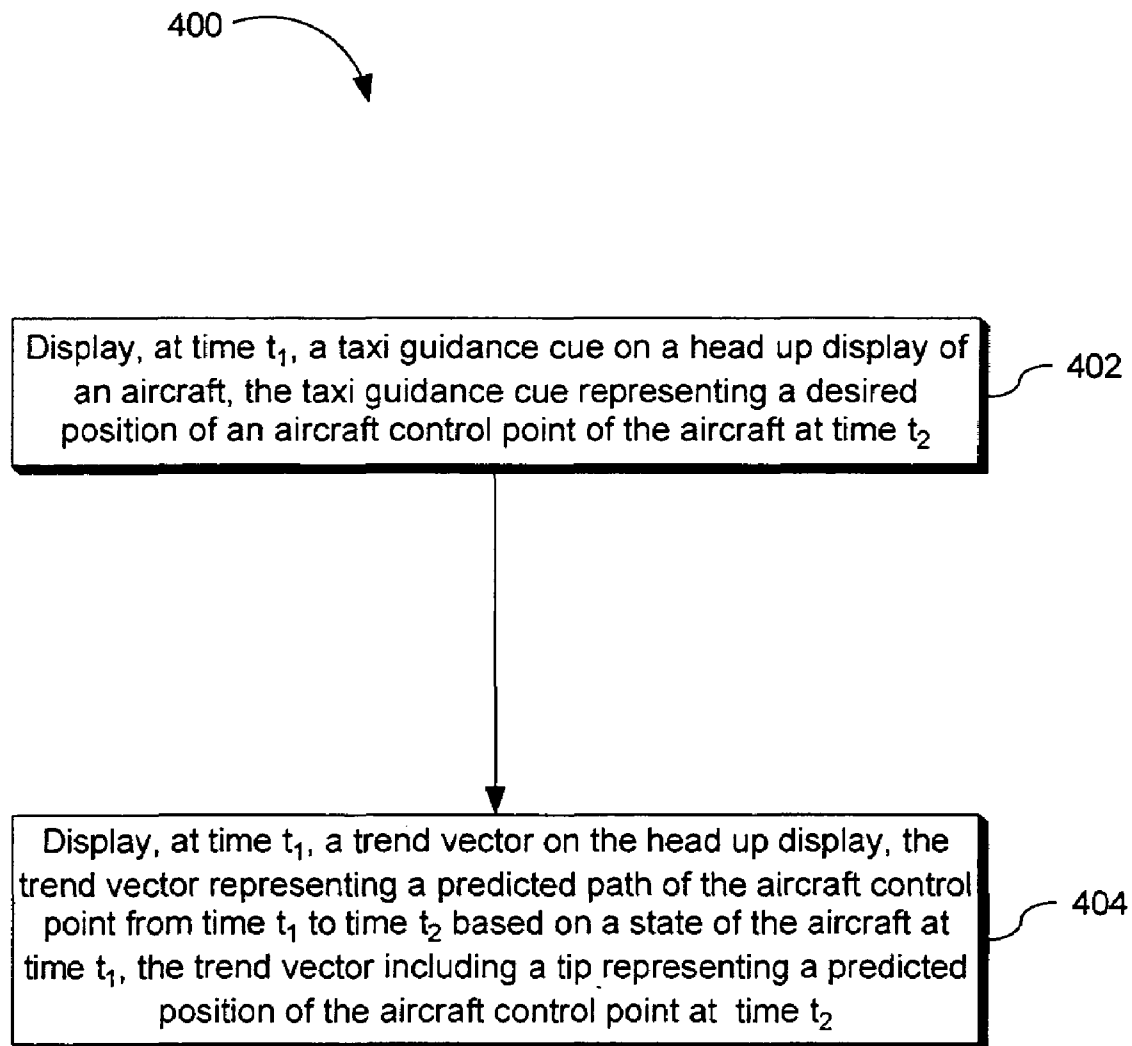 400
Display, at time t₁, a taxi guidance cue on a head up display of
an aircraft, the taxi guidance cue representing a desired
position of an aircraft control point of the aircraft at time t₂
402
Display, at time t₁, a trend vector on the head up display, the
trend vector representing a predicted path of the aircraft control
point from time t₁ to time t₂ based on a state of the aircraft at
time t₁, the trend vector including a tip representing a predicted
position of the aircraft control point at time t₂
404